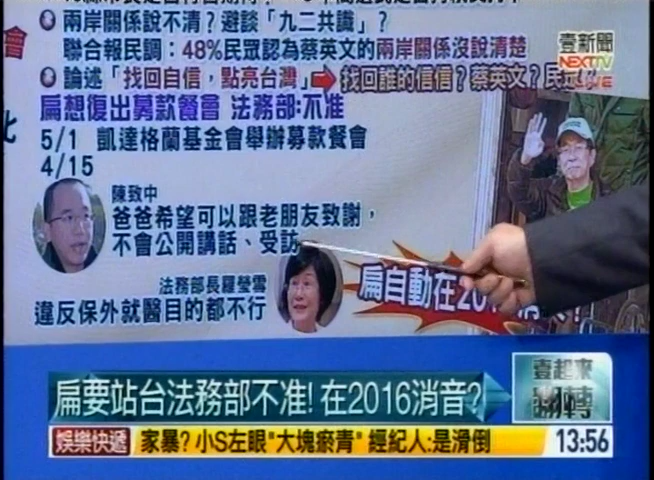 兩岸關係說不清?避談「九二共識」?
聯合報民調:48%民眾認為蔡英文的兩岸關係沒說清楚
論述「找回自信,點亮台灣」
找回誰的信信?蔡英文?民
扁想復出募款餐會 法務部:不准
5/1 凱達格蘭基金會舉辦募款餐會
4/15
陳致中
爸爸希望可以跟老朋友致謝,
不會公開講話、受訪
法務部長羅瑩雪
違反保外就醫目的都不行
扁自動在20
壹新聞
NEXTTV
LIVE
扁要站台法務部不准!在2016消音?
壹起來
翻轉
娛樂快遞
家暴?小S左眼"大塊瘀青" 經紀人:是滑倒
13:56